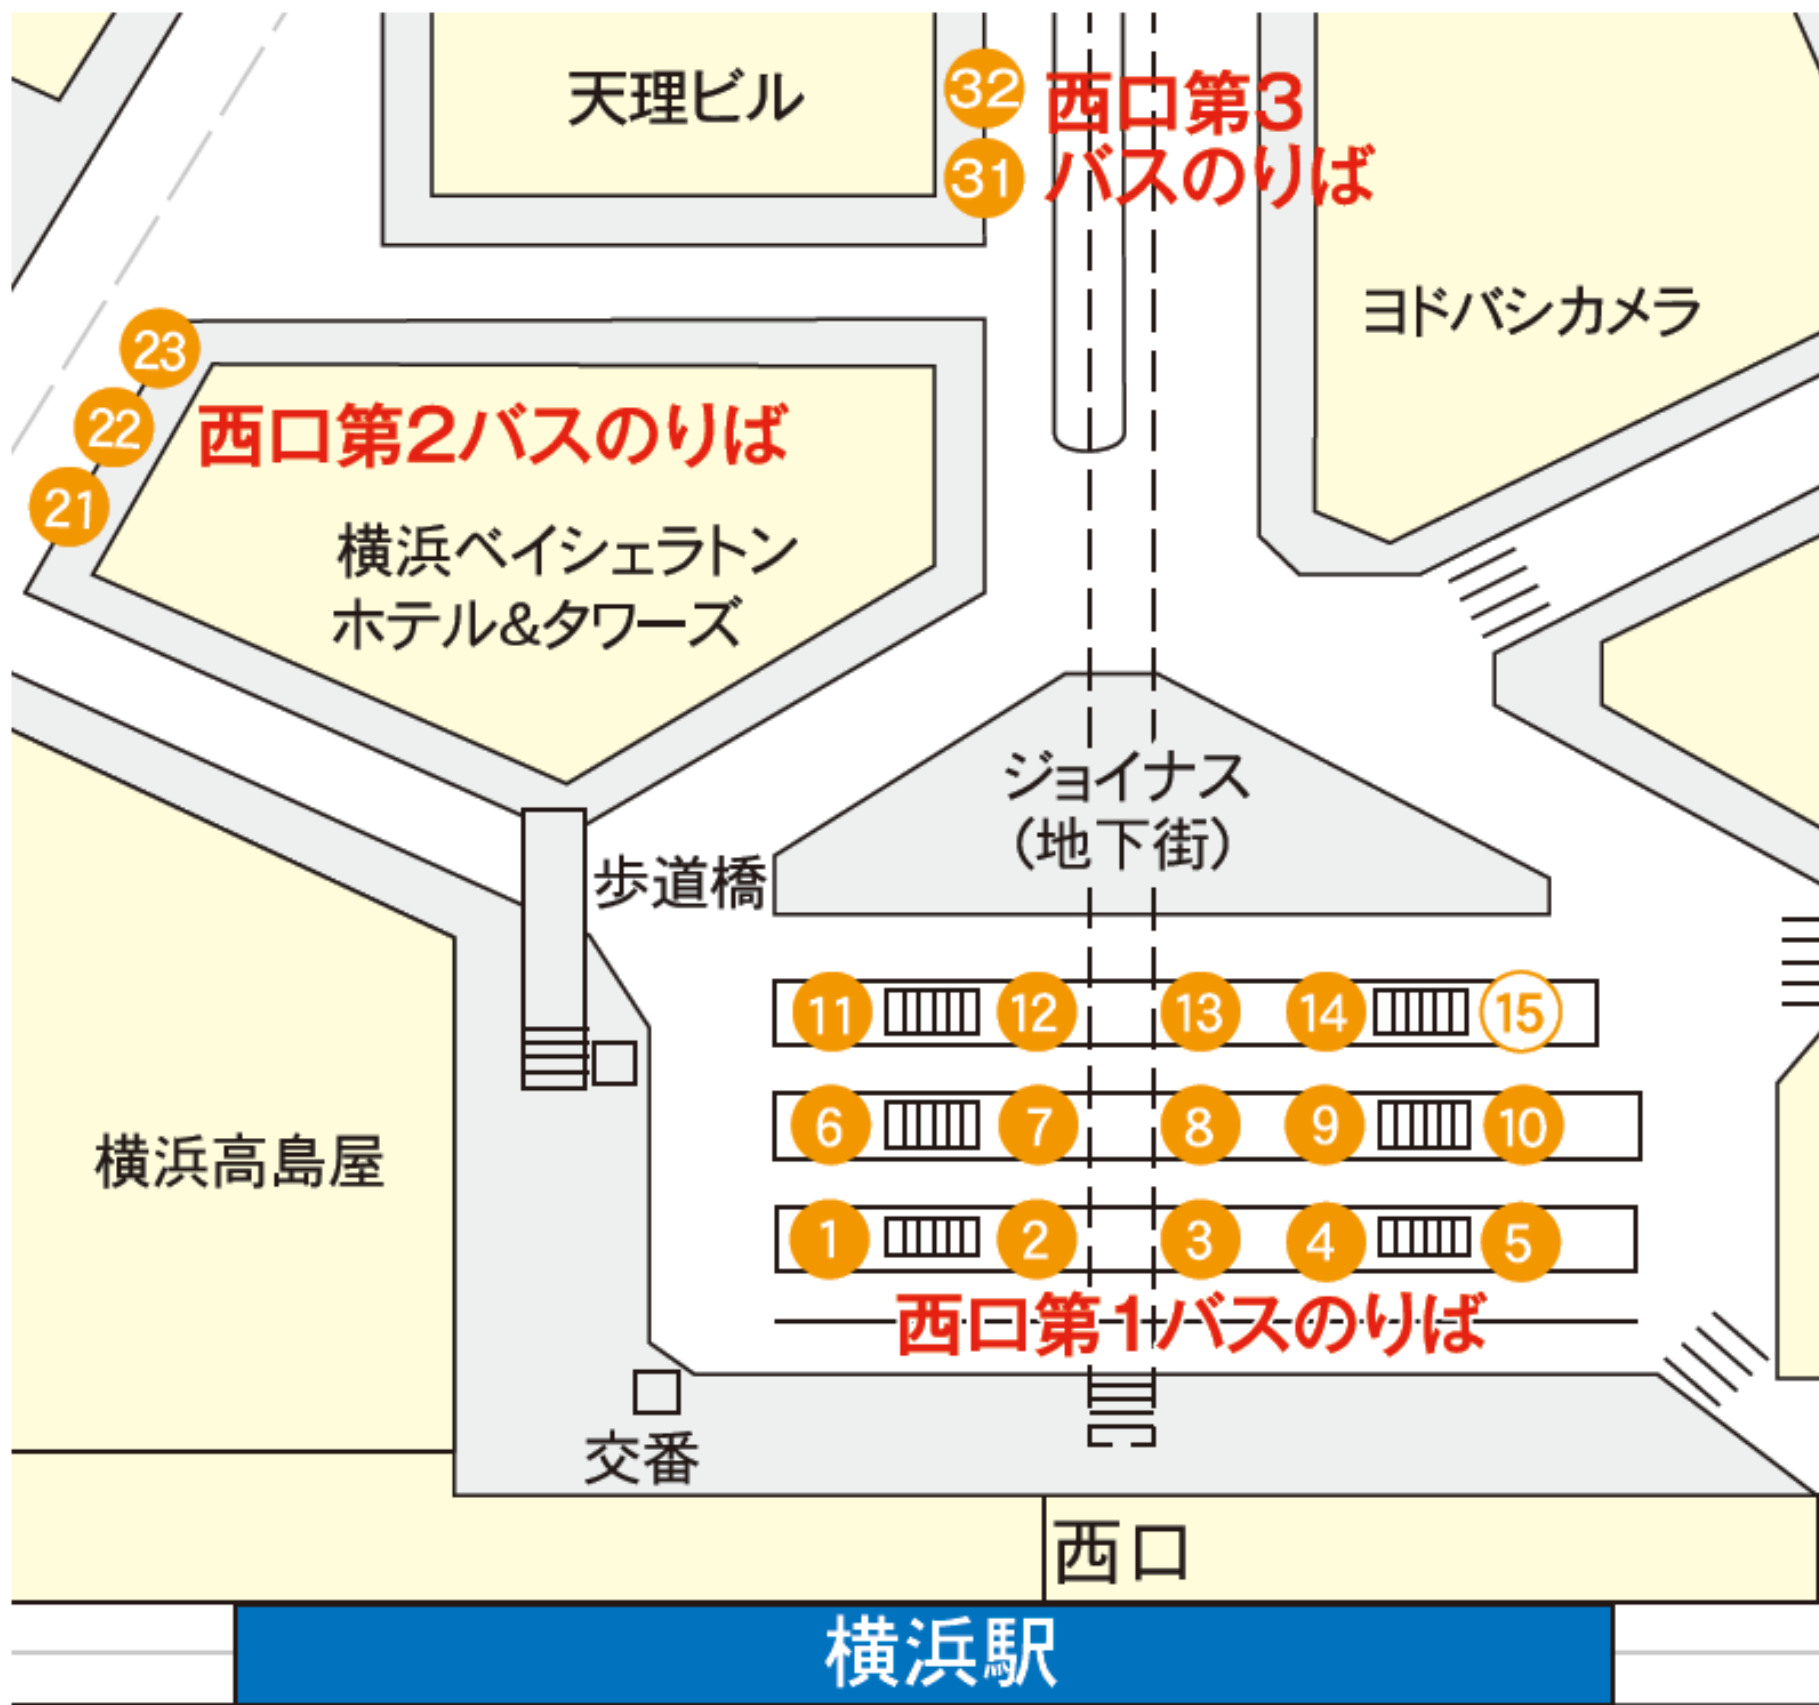 天理ビル
32
31
西口第3
バスのりば
ヨドバシカメラ
23
22
21
西口第2バスのりば
横浜ベイシェラトン
ホテル&タワーズ
ジョイナス
（地下街）
歩道橋
11
12
13
14
15
6
7
8
9
10
横浜高島屋
1
2
3
4
5
西口第1バスのりば
交番
西口
横浜駅